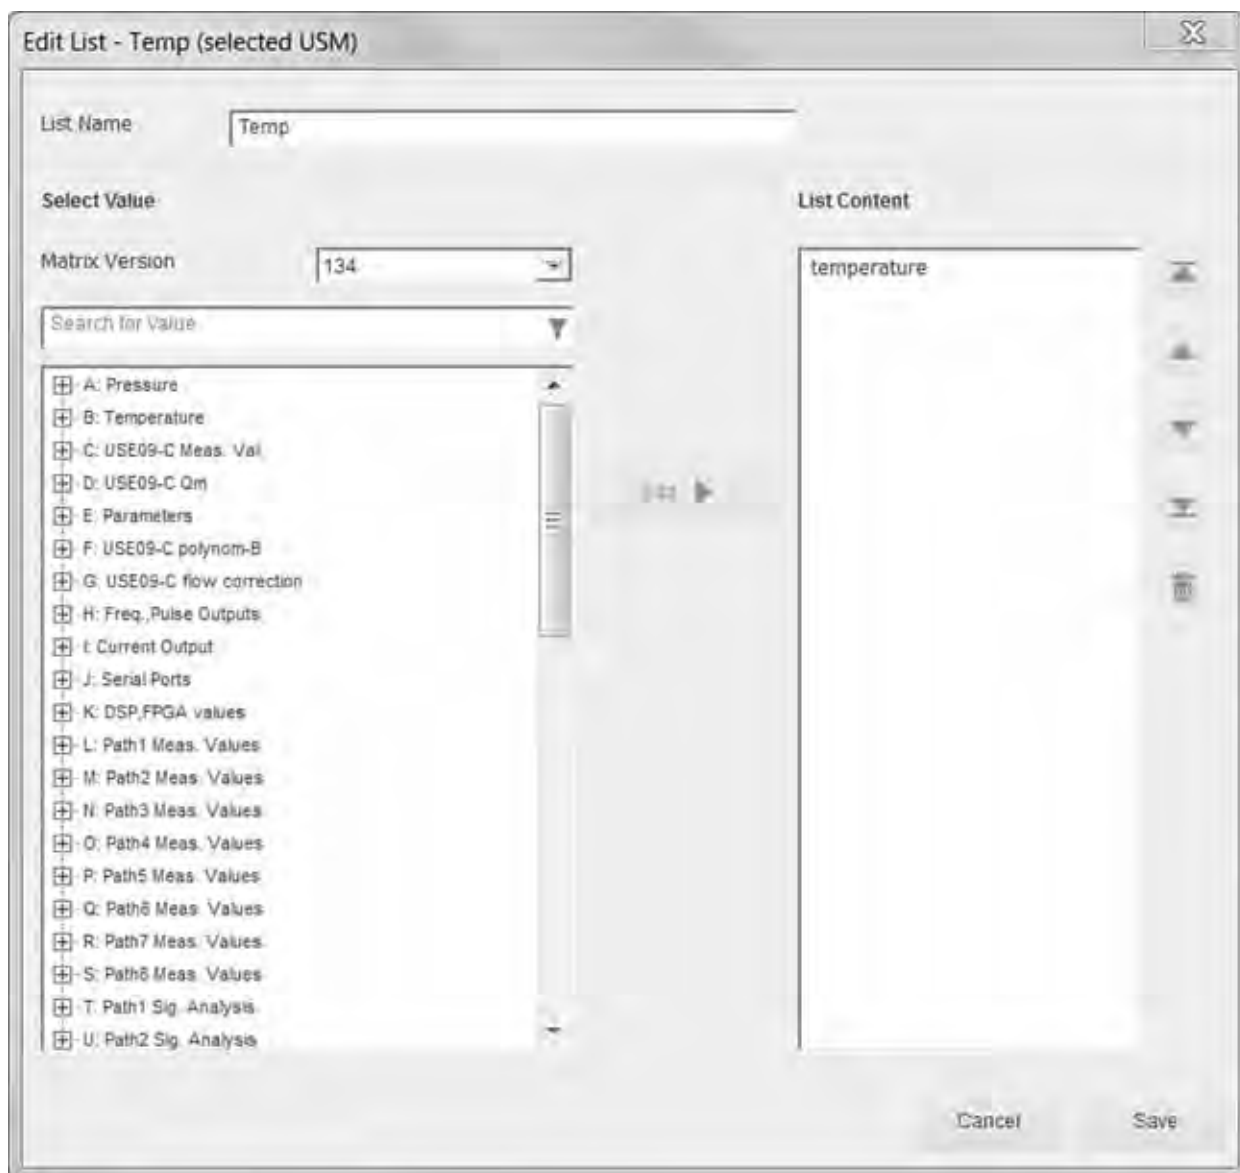 Edit List - Temp (selected USM)
List Name
Temp
Select Value
List Content
Matrix Version
134
temperature
Search for Value
A: Pressure
B: Temperature
C: USE09-C Meas. Val.
D: USE09-C Qm
E: Parameters
F: USE09-C polynom-B
G: USE09-C flow correction
H: Freq.,Pulse Outputs
I: Current Output
J: Serial Ports
K: DSP,FPGA values
L: Path1 Meas. Values
M: Path2 Meas. Values
N: Path3 Meas. Values
O: Path4 Meas. Values
P: Path5 Meas. Values
Q: Path6 Meas. Values
R: Path7 Meas. Values
S: Path8 Meas. Values
T: Path1 Sig. Analysis
U: Path2 Sig. Analysis
Cancel
Save